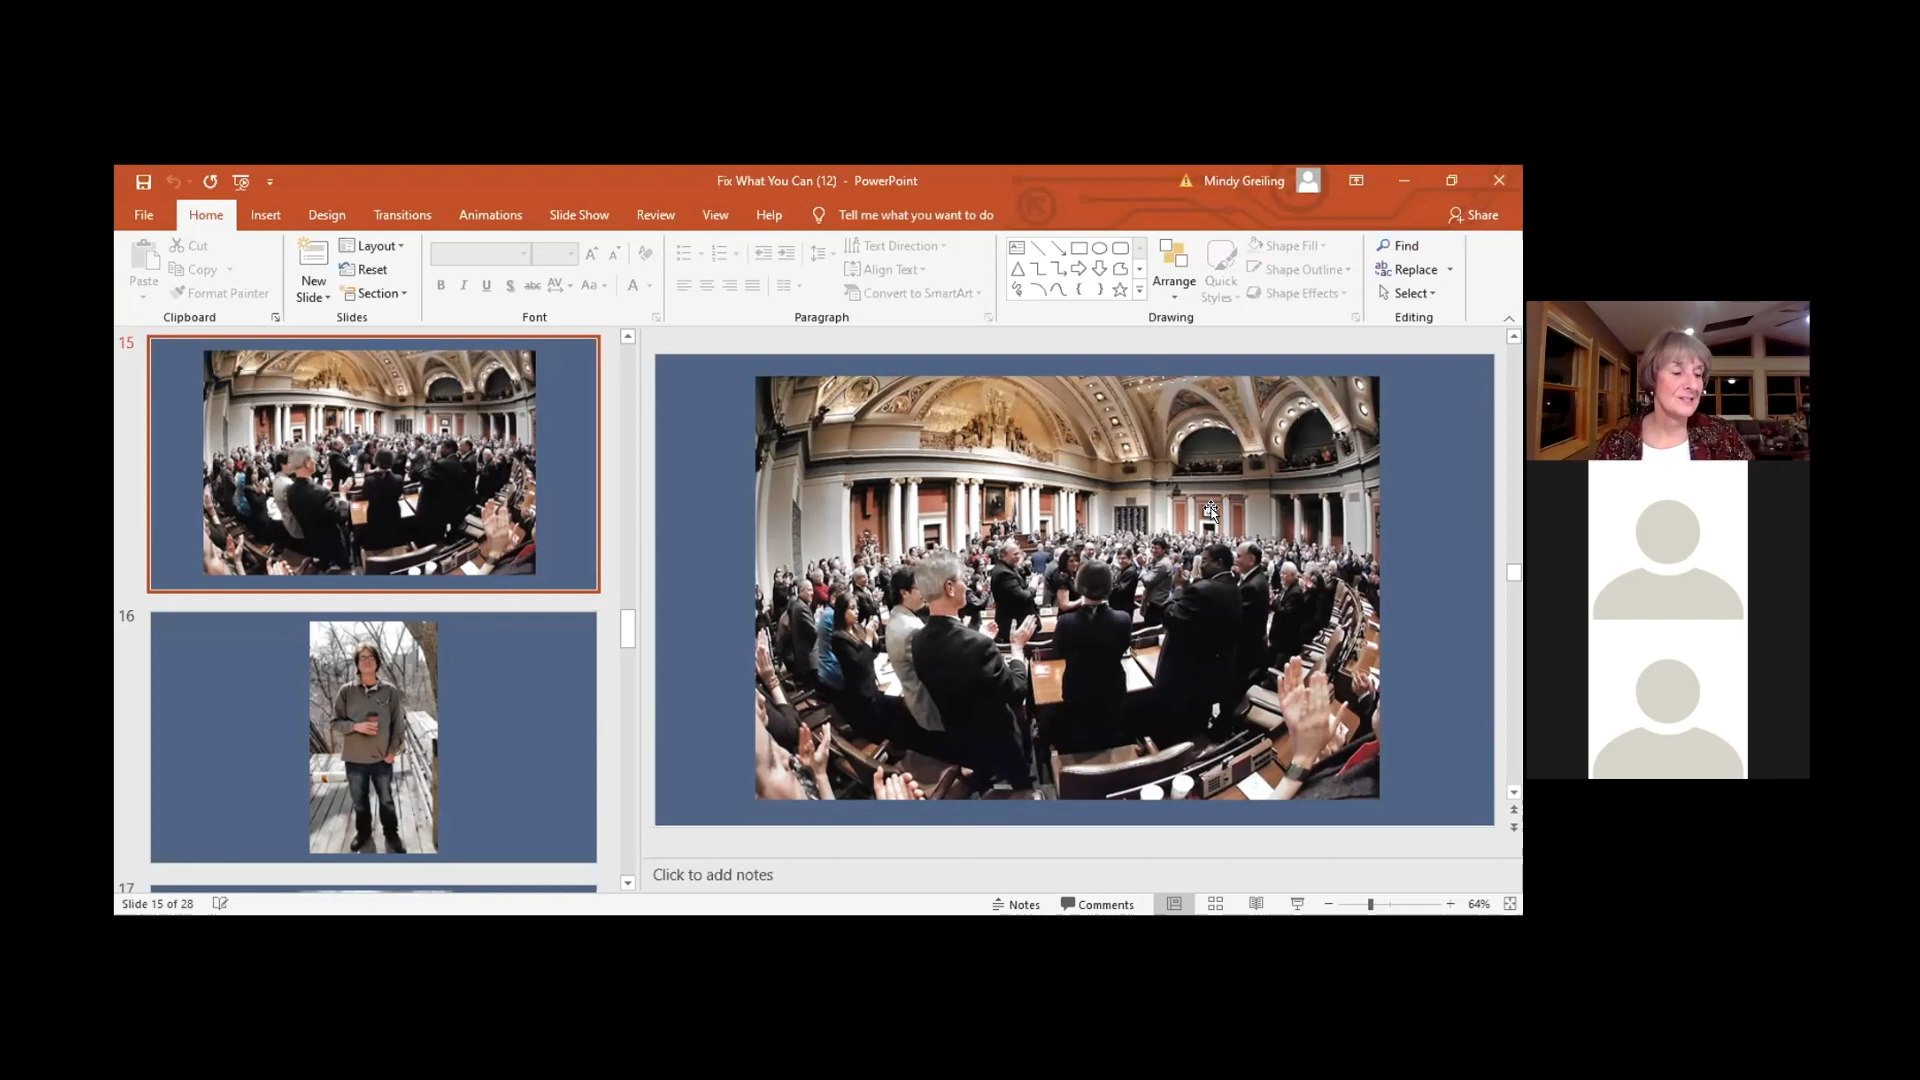 Fix What You Can (12) - PowerPoint
Mindy Greiling
File Home Insert Design Transitions Animations Slide Show Review View Help Tell me what you want to do Share
Paste
Cut
Copy
Format Painter
Clipboard
New
Slide
Layout
Reset
Section
Slides
B I U S abc AV Aa A
Font
Text Direction
Align Text
Convert to SmartArt
Paragraph
Arrange
Quick
Styles
Shape Fill
Shape Outline
Shape Effects
Drawing
Find
Replace
Select
Editing
15
16
17
Click to add notes
Slide 15 of 28
Notes Comments 64%